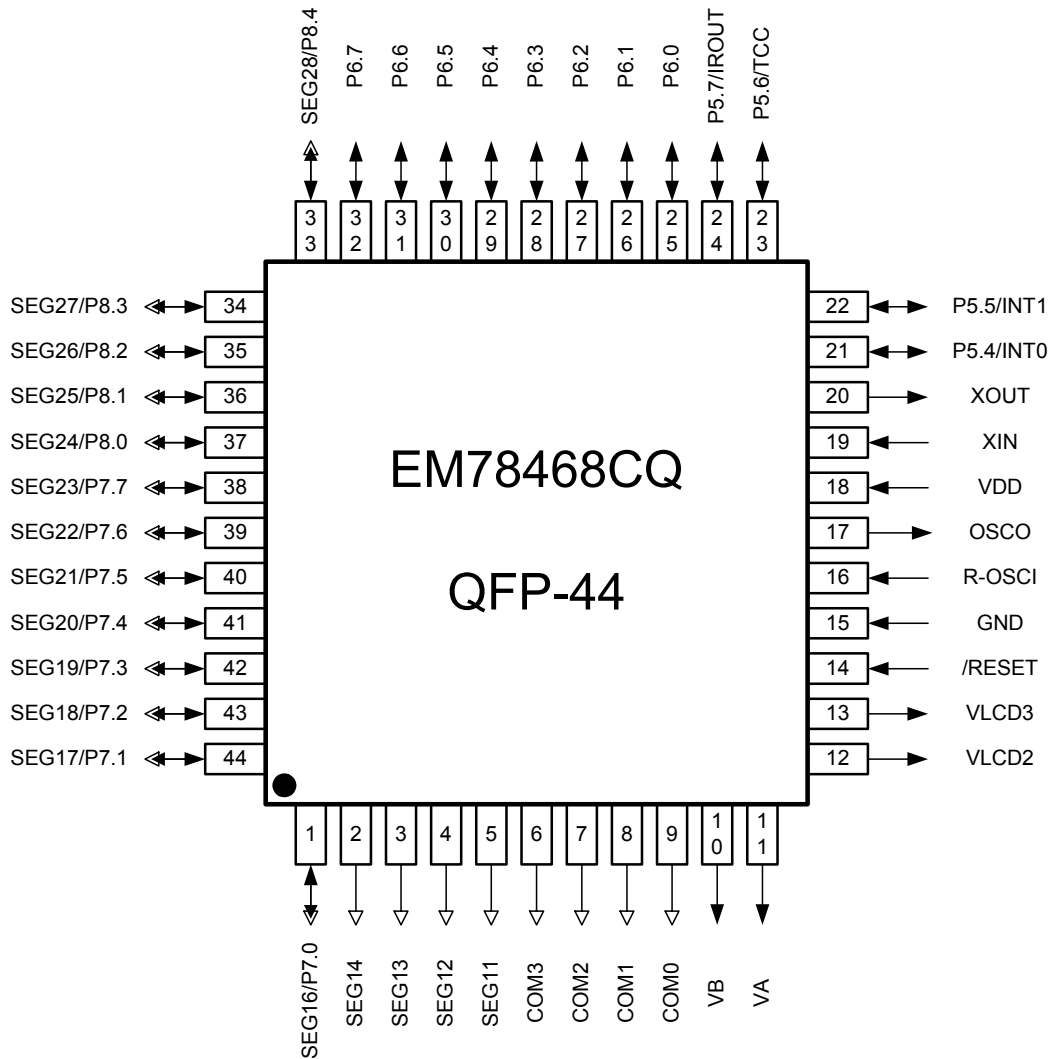 SEG28/P8.4
P6.7
P6.6
P6.5
P6.4
P6.3
P6.2
P6.1
P6.0
P5.7/IROUT
P5.6/TCC
33
32
31
30
29
28
27
26
25
24
23
SEG27/P8.3 34
SEG26/P8.2 35
SEG25/P8.1 36
SEG24/P8.0 37
SEG23/P7.7 38
SEG22/P7.6 39
SEG21/P7.5 40
SEG20/P7.4 41
SEG19/P7.3 42
SEG18/P7.2 43
SEG17/P7.1 44
EM78468CQ
QFP-44
22 P5.5/INT1
21 P5.4/INT0
20 XOUT
19 XIN
18 VDD
17 OSCO
16 R-OSCI
15 GND
14 /RESET
13 VLCD3
12 VLCD2
1
2
3
4
5
6
7
8
9
10
11
SEG16/P7.0
SEG14
SEG13
SEG12
SEG11
COM3
COM2
COM1
COM0
VB
VA